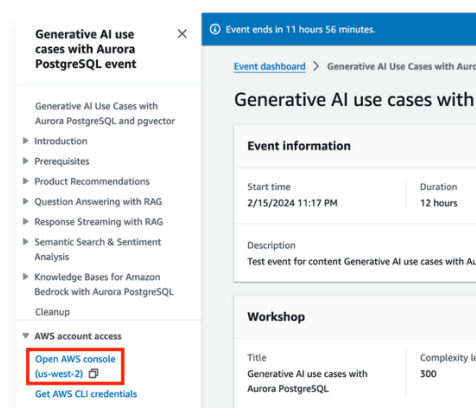 Generative AI use
cases with Aurora
PostgreSQL event
Generative AI Use Cases with
Aurora PostgreSQL and pgvector
Introduction
Prerequisites
Product Recommendations
Question Answering with RAG
Response Streaming with RAG
Semantic Search & Sentiment
Analysis
Knowledge Bases for Amazon
Bedrock with Aurora PostgreSQL
Cleanup
AWS account access
Open AWS console
(us-west-2)
Get AWS CLI credentials
Event ends in 11 hours 56 minutes.
Event dashboard > Generative AI Use Cases with Auro
Generative AI use cases with
Event information
Start time
2/15/2024 11:17 PM
Duration
12 hours
Description
Test event for content Generative AI use cases with Au
Workshop
Title
Generative AI use cases with
Aurora PostgreSQL
Complexity le
300